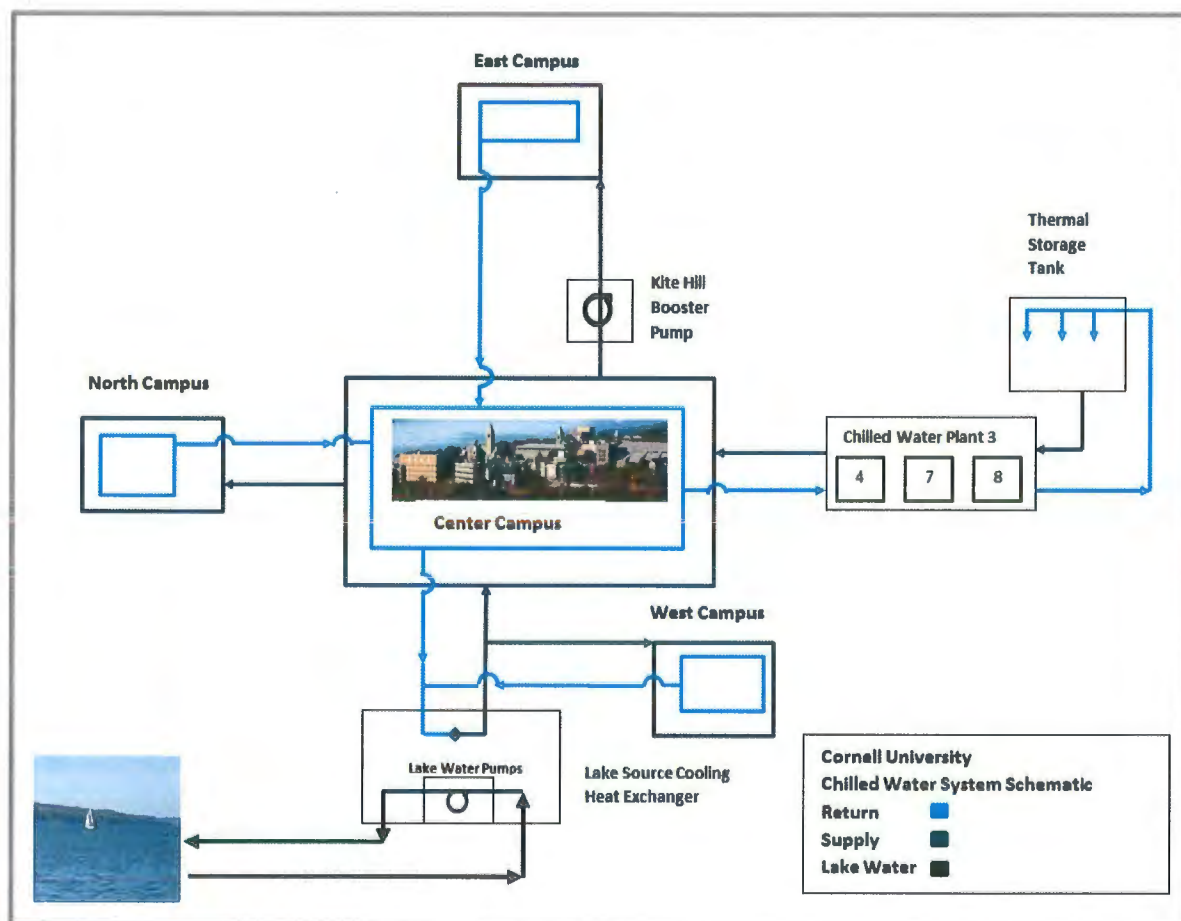 East Campus
Thermal
Storage
Tank
Kite Hill
Booster
Pump
North Campus
Chilled Water Plant 3
4 7 8
Center Campus
West Campus
Lake Water Pumps
Lake Source Cooling
Heat Exchanger
Cornell University
Chilled Water System Schematic
Return
Supply
Lake Water